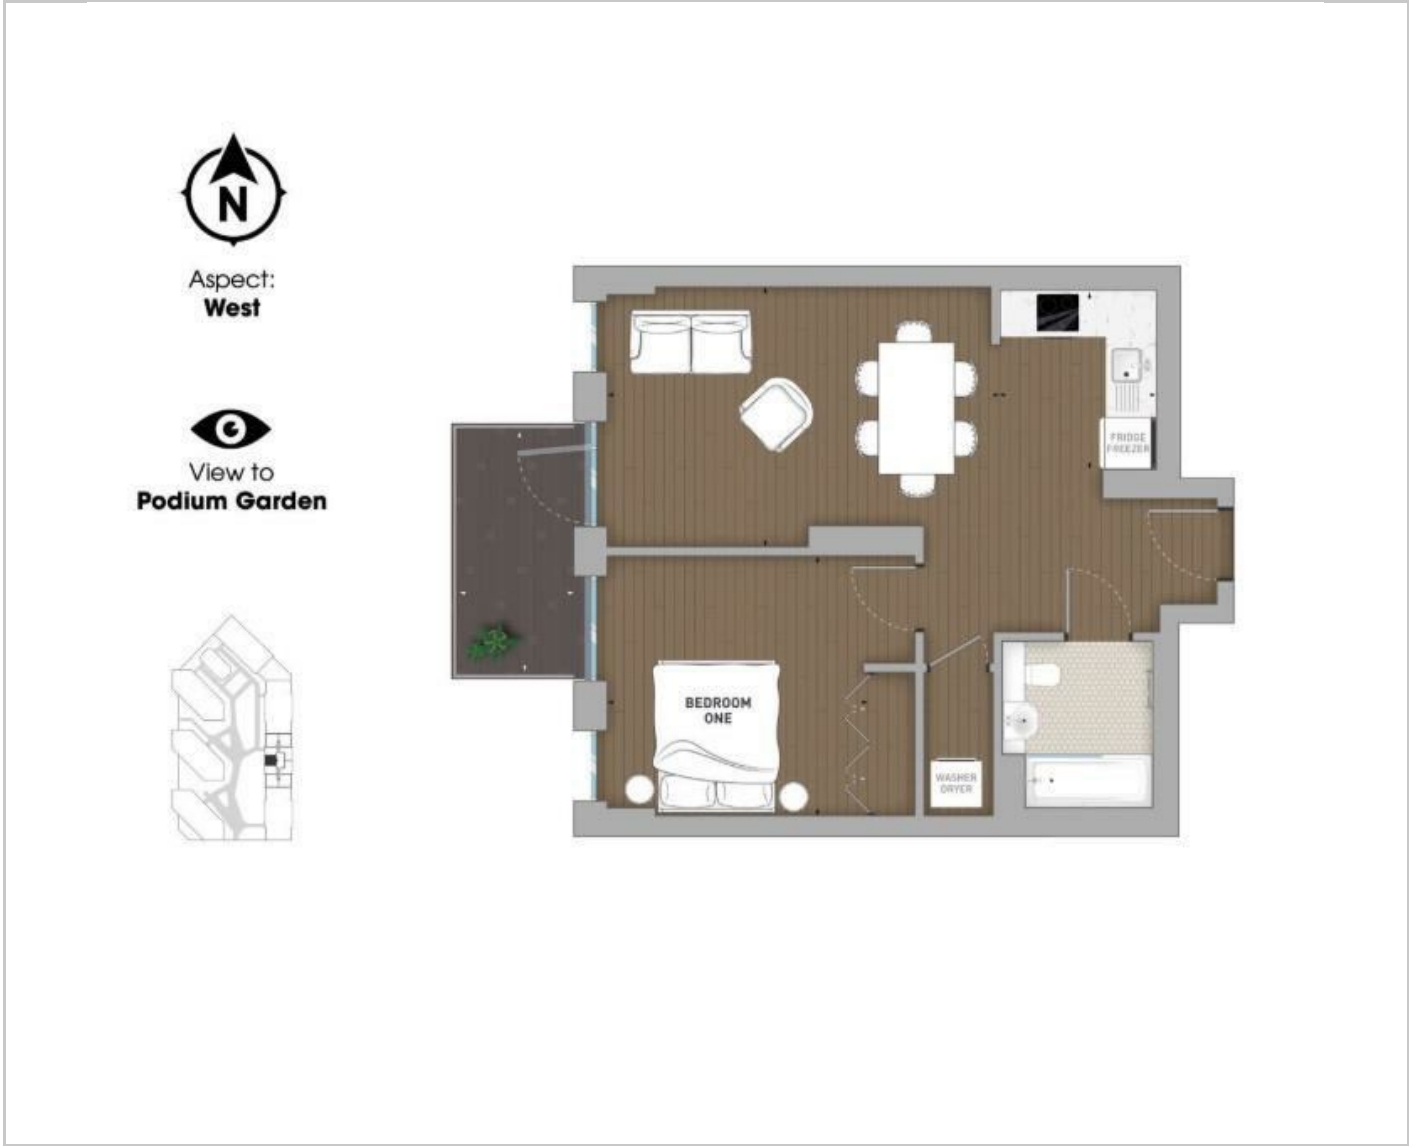 N
Aspect:
West
View to
Podium Garden
FRIDGE
FREEZER
BEDROOM
ONE
WASHER
DRYER